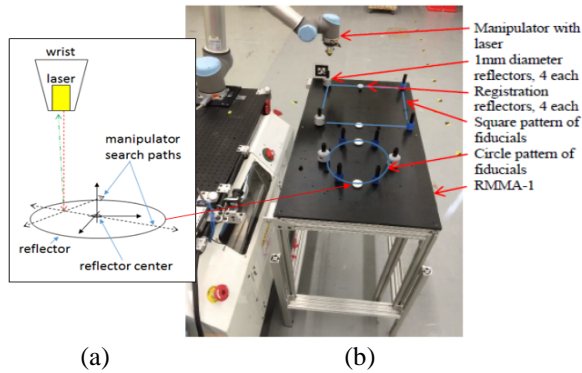 wrist
laser
manipulator
search paths
reflector
reflector center
(a)
Manipulator with
laser
1mm diameter
reflectors, 4 each
Registration
reflectors, 4 each
Square pattern of
fiducials
Circle pattern of
fiducials
RMMA-1
(b)